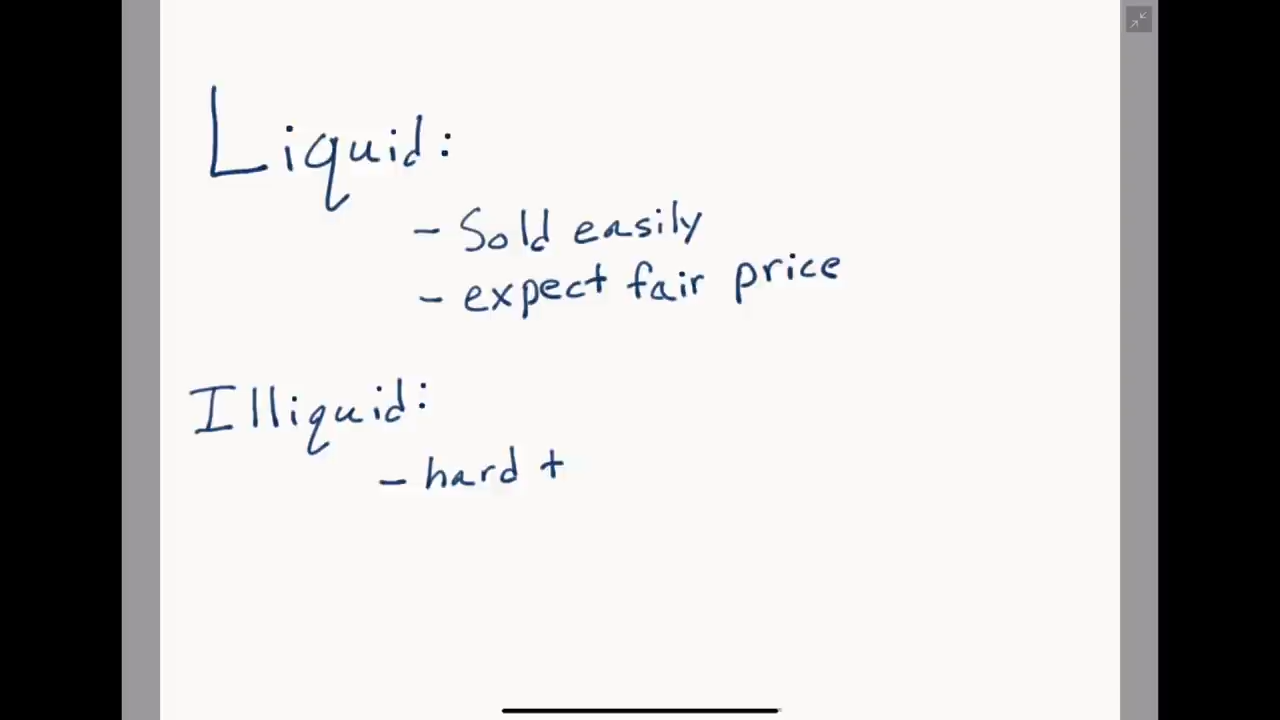 Liquid:
- Sold easily
- expect fair price
Illiquid:
- hard t